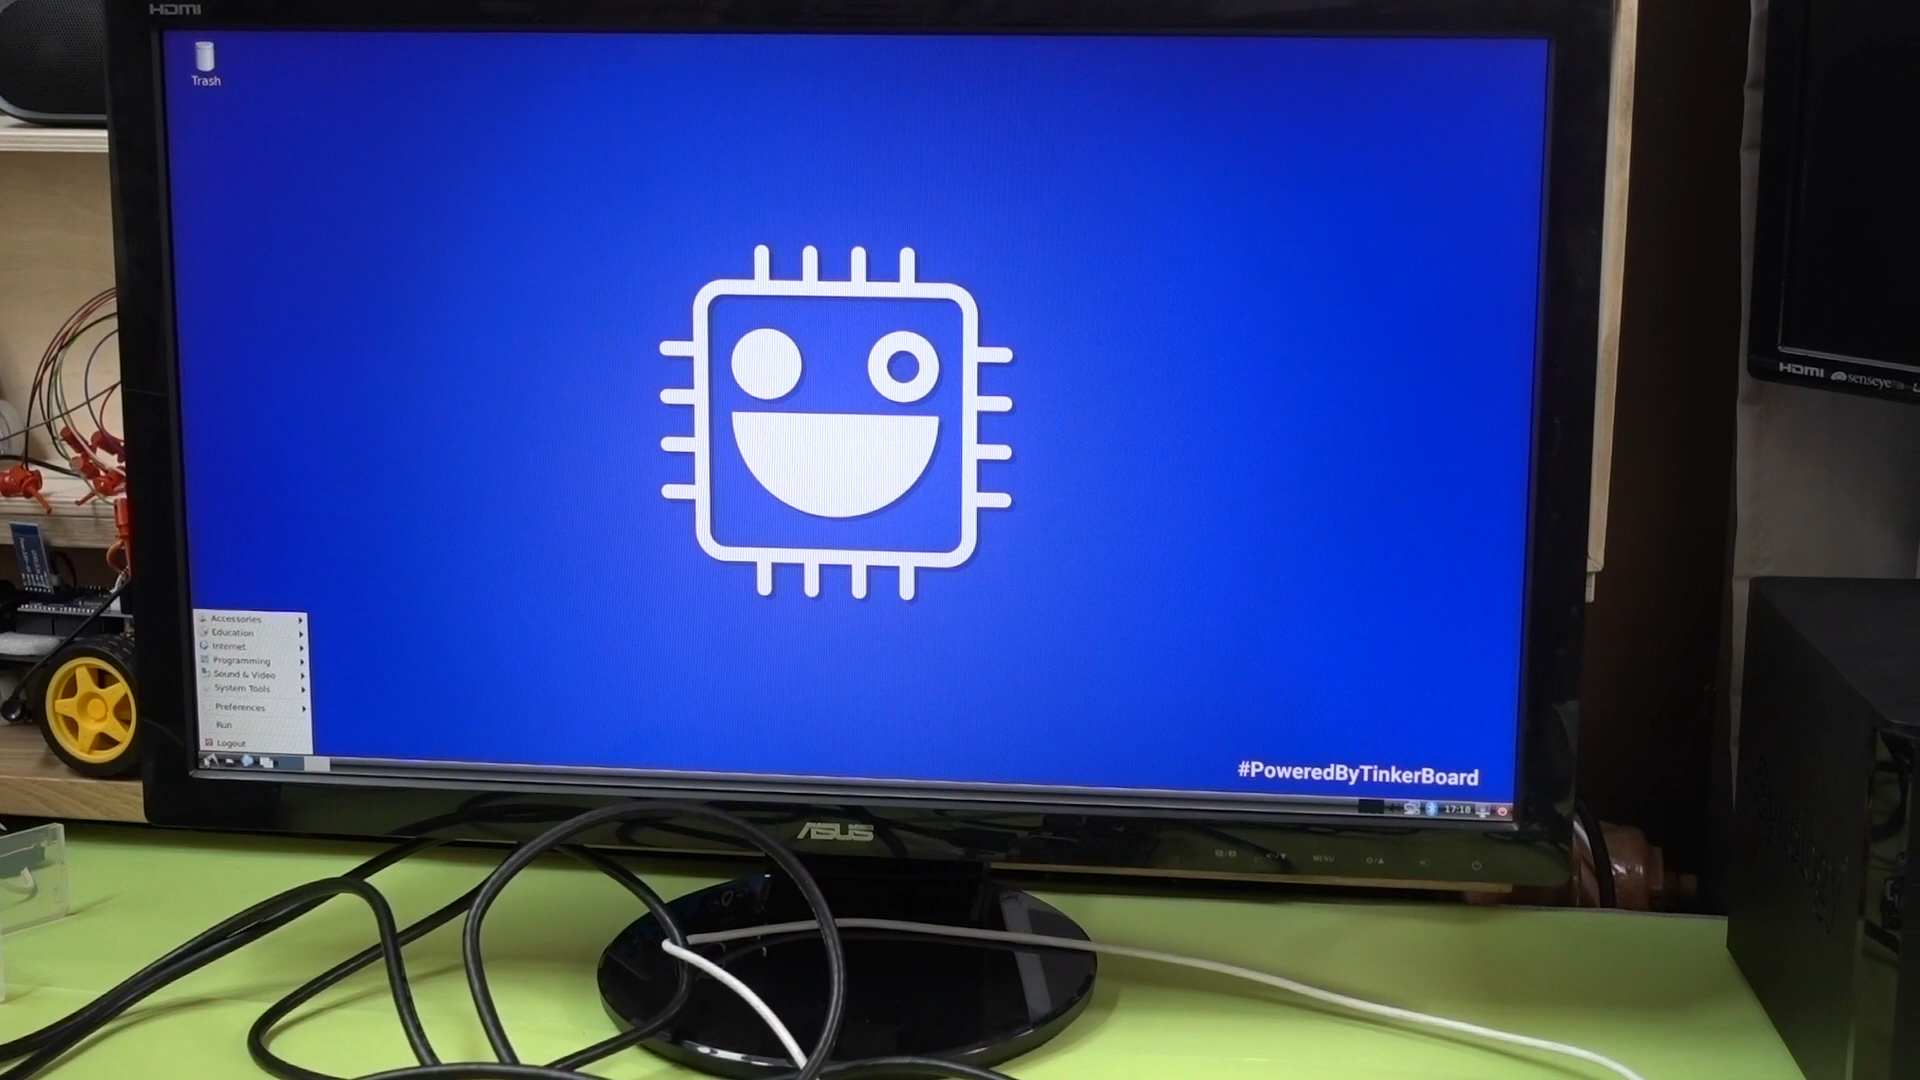 HDMI
Trash
Accessories
Education
Internet
Programming
Sound & Video
System Tools
Preferences
Run
Logout
#PoweredByTinkerBoard
17:18
ASUS
MENU
HDMI senseye3